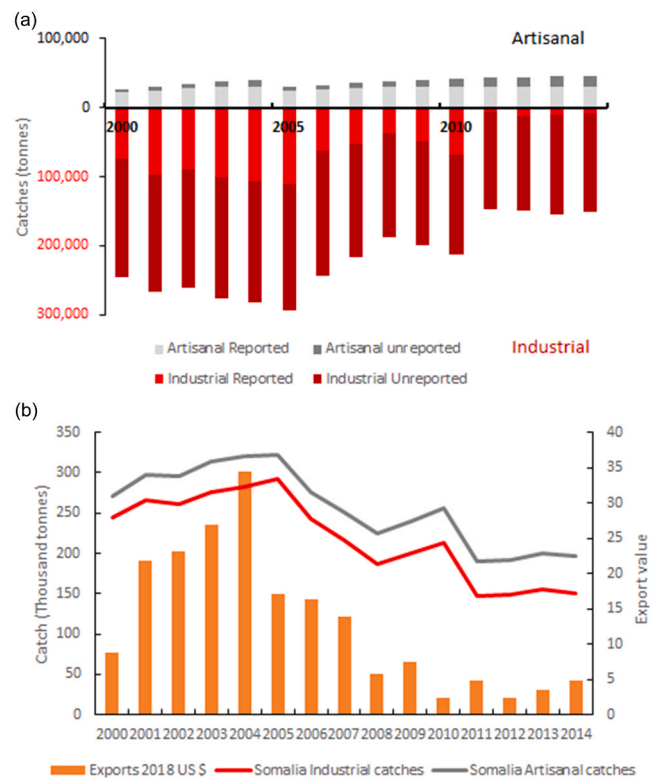 (a)
100,000
Artisanal
0
2000
2005
2010
100,000
200,000
300,000
Catches (tonnes)
Artisanal Reported
Artisanal unreported
Industrial
Industrial Reported
Industrial Unreported
(b)
350
300
250
200
150
100
50
0
Catch (Thousand tonnes)
40
35
30
25
20
15
10
5
0
Export value
2000 2001 2002 2003 2004 2005 2006 2007 2008 2009 2010 2011 2012 2013 2014
Exports 2018 US $
Somalia Industrial catches
Somalia Artisanal catches